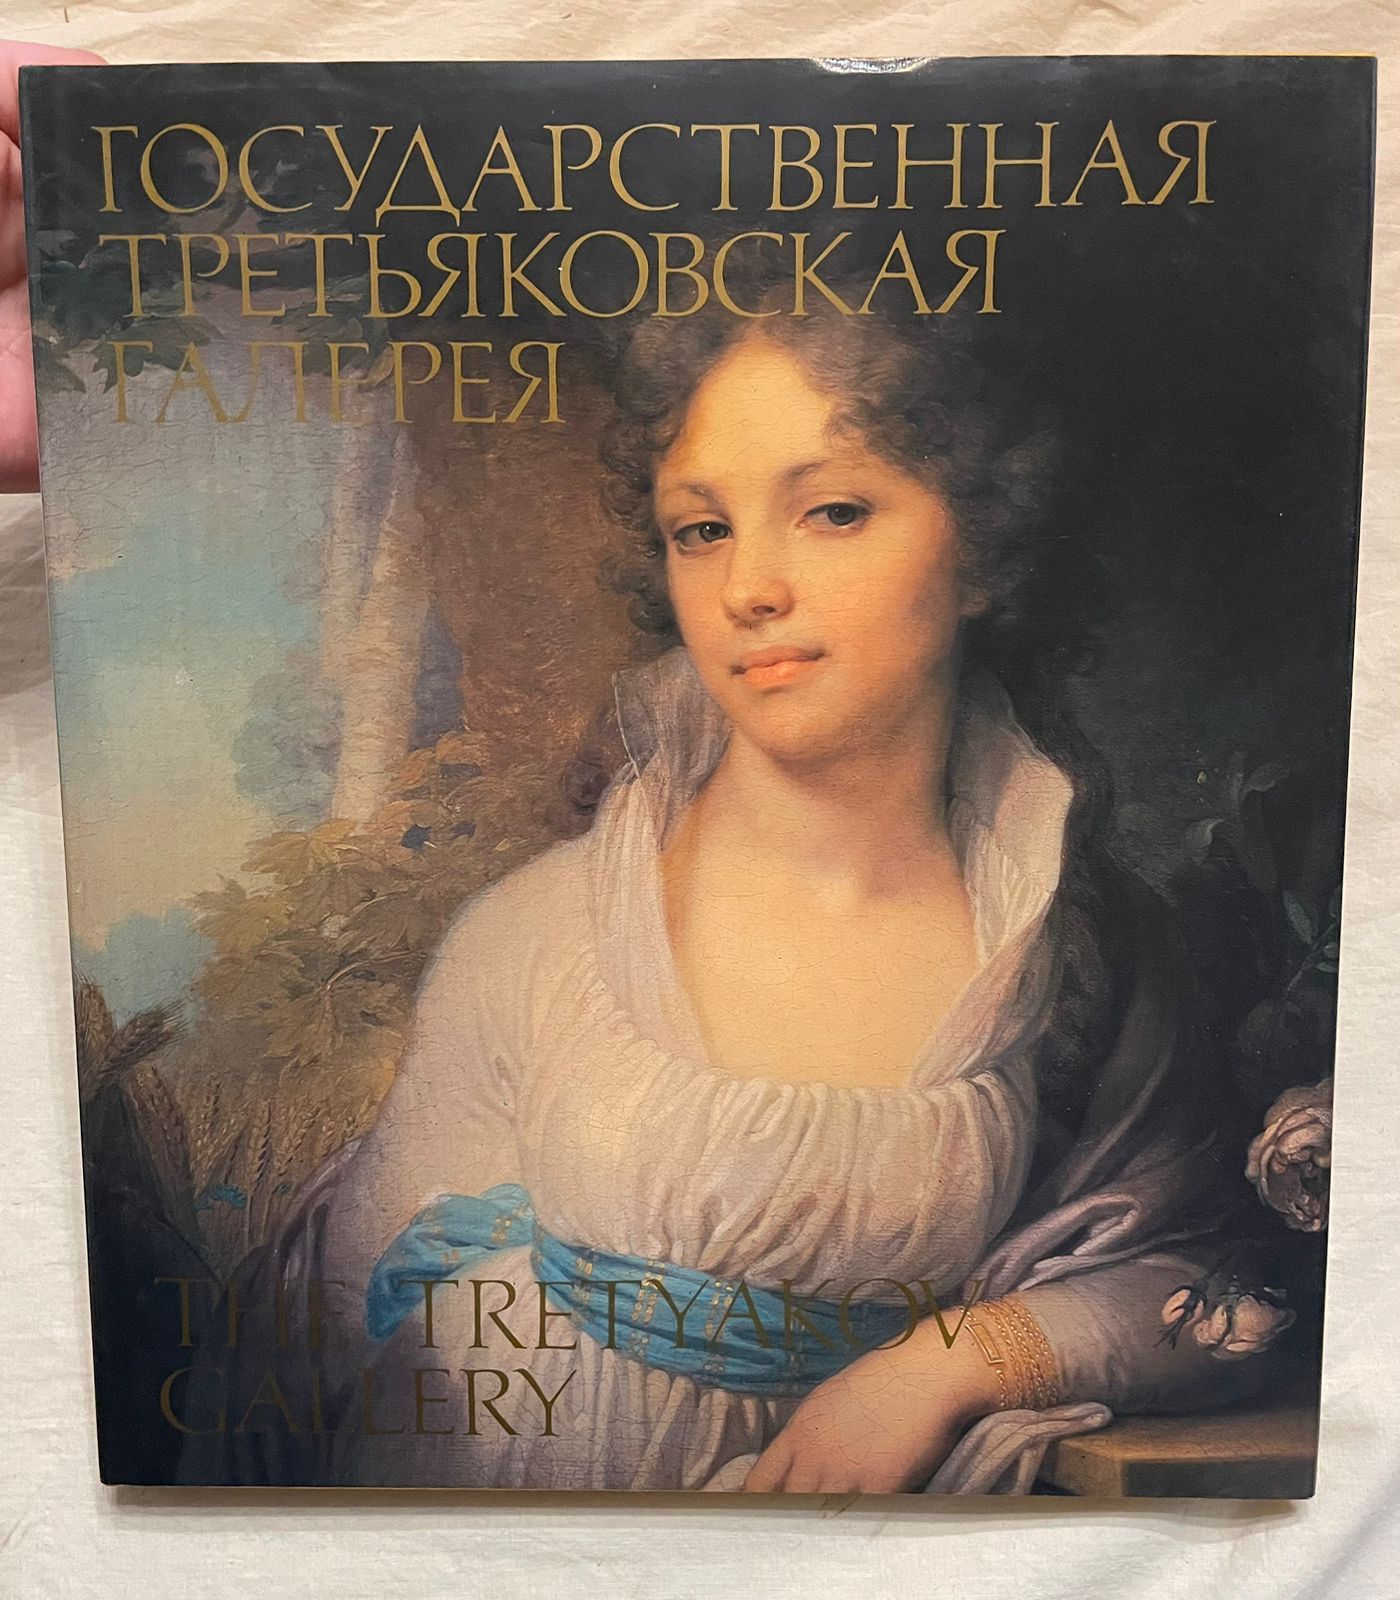 ГОСУДАРСТВЕННАЯ
ТРЕТЬЯКОВСКАЯ
ГАЛЕРЕЯ
THE TRETYAKOV
GALLERY